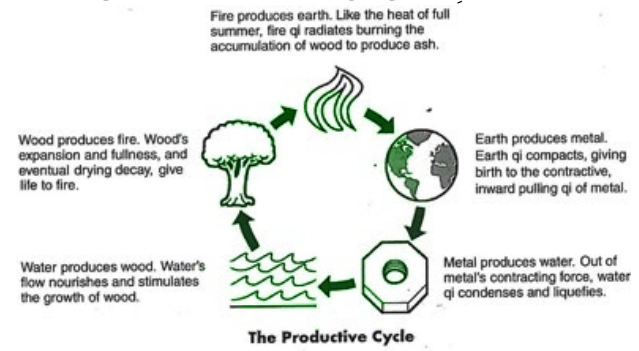 Fire produces earth. Like the heat of full
summer, fire qi radiates burning the
accumulation of wood to produce ash.
Wood produces fire. Wood's
expansion and fullness, and
eventual drying decay, give
life to fire.
Earth produces metal.
Earth qi compacts, giving
birth to the contractive,
inward pulling qi of metal.
Water produces wood. Water's
flow nourishes and stimulates
the growth of wood.
Metal produces water. Out of
metal's contracting force, water
qi condenses and liquefies.
The Productive Cycle